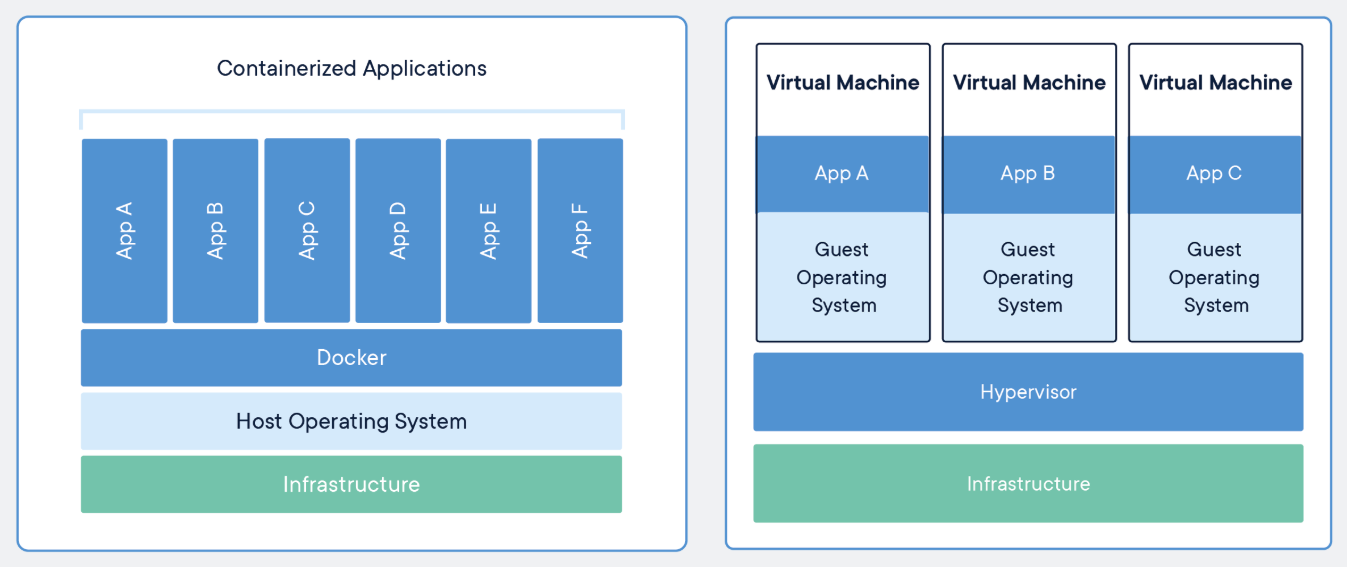 Containerized Applications
App A
App B
App C
App D
App E
App F
Docker
Host Operating System
Infrastructure
Virtual Machine
App A
Guest
Operating
System
Virtual Machine
App B
Guest
Operating
System
Virtual Machine
App C
Guest
Operating
System
Hypervisor
Infrastructure